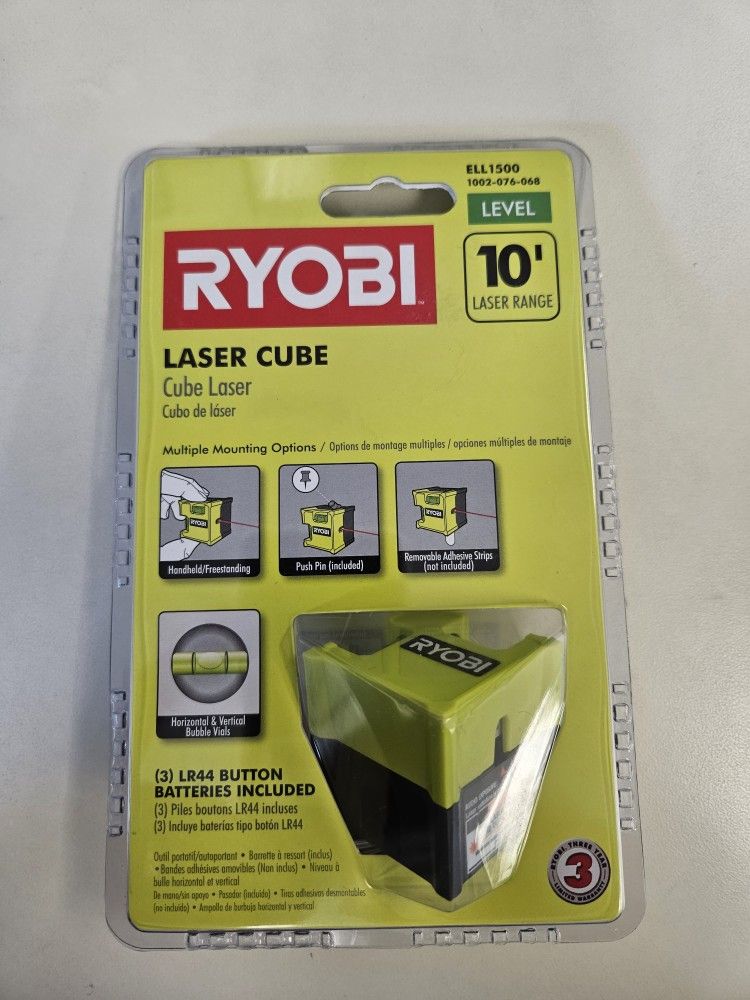 ELL1500
1002-076-068
LEVEL
RYOBI
10'
LASER RANGE
LASER CUBE
Cube Laser
Cubo de láser
Multiple Mounting Options / Options de montage multiples / opciones múltiples de montaje
RYOBI
Handheld/Freestanding
RYOBI
Push Pin (included)
RYOBI
Removable Adhesive Strips
(not included)
Horizontal & Vertical
Bubble Vials
RYOBI
(3) LR44 BUTTON
BATTERIES INCLUDED
(3) Piles boutons LR44 incluses
(3) Incluye baterías tipo botón LR44
Outil portatif/autoportant • Barrette à ressort (inclus)
• Bandes adhésives amovibles (Non inclus) • Niveau à
bulle horizontal et vertical
De mano/sin apoyo • Pasador (incluido) • Tiras adhesivas desmontables
(no incluido) • Ampolla de burbuja horizontal y vertical
RYOBI THREE YEAR
3
LIMITED WARRANTY